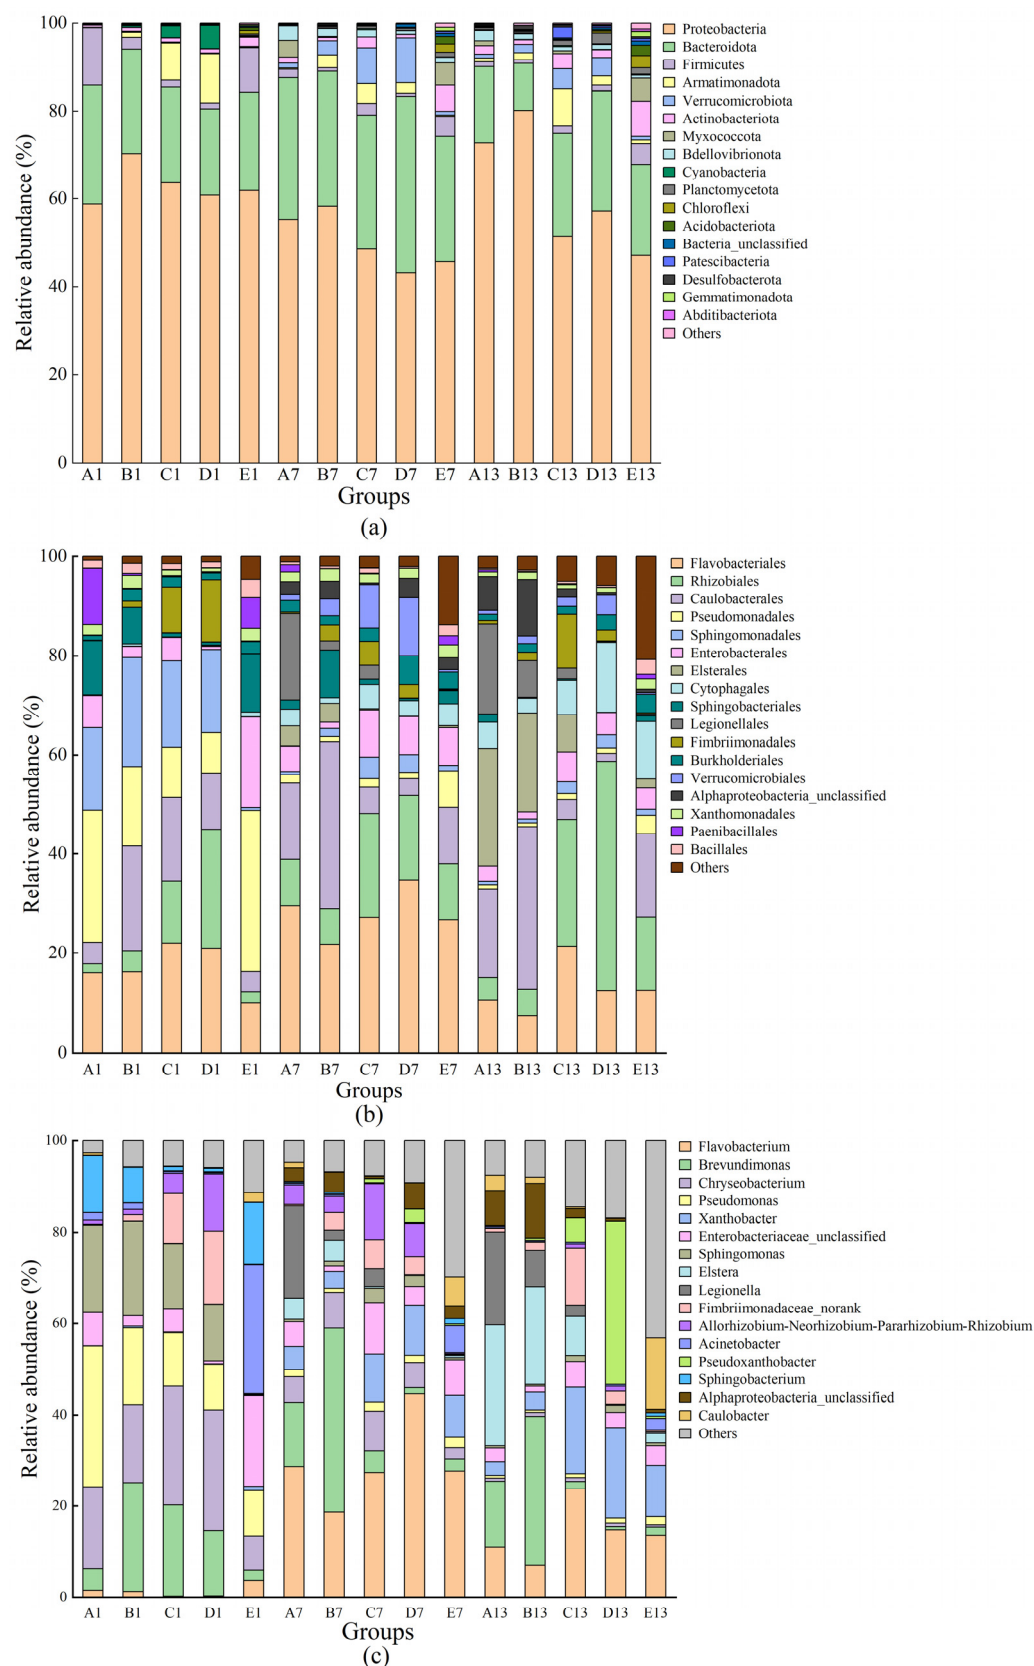 100
80
60
40
20
0
Relative abundance (%)
A1 B1 C1 D1 E1 A7 B7 C7 D7 E7 A13 B13 C13 D13 E13
Groups
(a)
Proteobacteria
Bacteroidota
Firmicutes
Armatimonadota
Verrucomicrobiota
Actinobacteriota
Myxococcota
Bdellovibrionota
Cyanobacteria
Planctomycetota
Chloroflexi
Acidobacteriota
Bacteria_unclassified
Patescibacteria
Desulfobacterota
Gemmatimonadota
Abditibacteriota
Others
100
80
60
40
20
0
Relative abundance (%)
A1 B1 C1 D1 E1 A7 B7 C7 D7 E7 A13 B13 C13 D13 E13
Groups
(b)
Flavobacteriales
Rhizobiales
Caulobacterales
Pseudomonadales
Sphingomonadales
Enterobacterales
Elsterales
Cytophagales
Sphingobacteriales
Legionellales
Fimbriimonadales
Burkholderiales
Verrucomicrobiales
Alphaproteobacteria_unclassified
Xanthomonadales
Paenibacillales
Bacillales
Others
100
80
60
40
20
0
Relative abundance (%)
A1 B1 C1 D1 E1 A7 B7 C7 D7 E7 A13 B13 C13 D13 E13
Groups
(c)
Flavobacterium
Brevundimonas
Chryseobacterium
Pseudomonas
Xanthobacter
Enterobacteriaceae_unclassified
Sphingomonas
Elstera
Legionella
Fimbriimonadaceae_norank
Allorhizobium-Neorhizobium-Pararhizobium-Rhizobium
Acinetobacter
Pseudoxanthobacter
Sphingobacterium
Alphaproteobacteria_unclassified
Caulobacter
Others